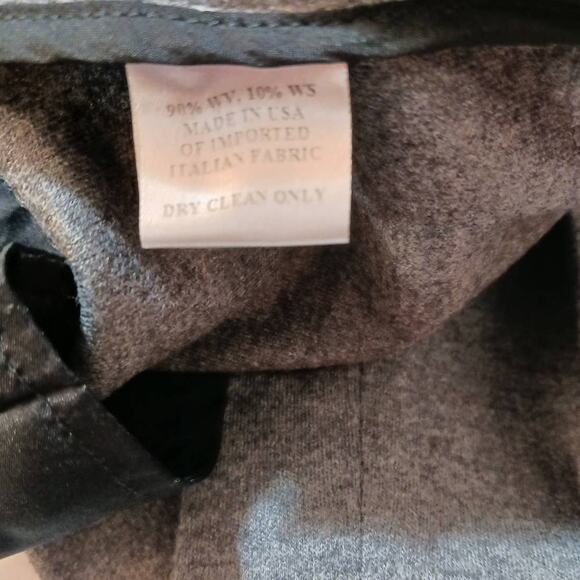 90% WV. 10% WS
MADE IN USA
OF IMPORTED
ITALIAN FABRIC
DRY CLEAN ONLY